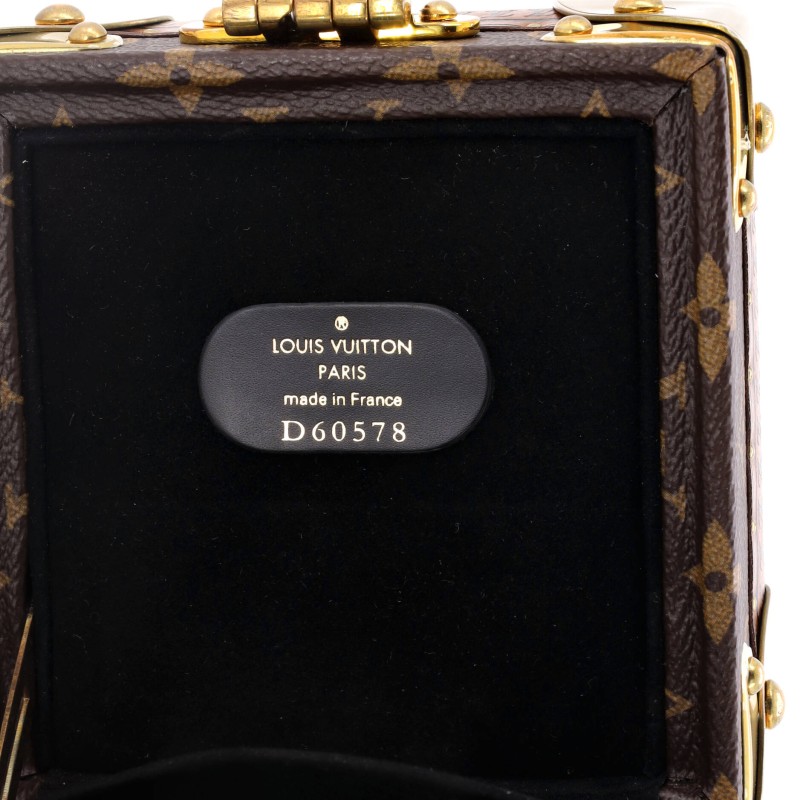 ®
LOUIS VUITTON
PARIS
made in France
D60578